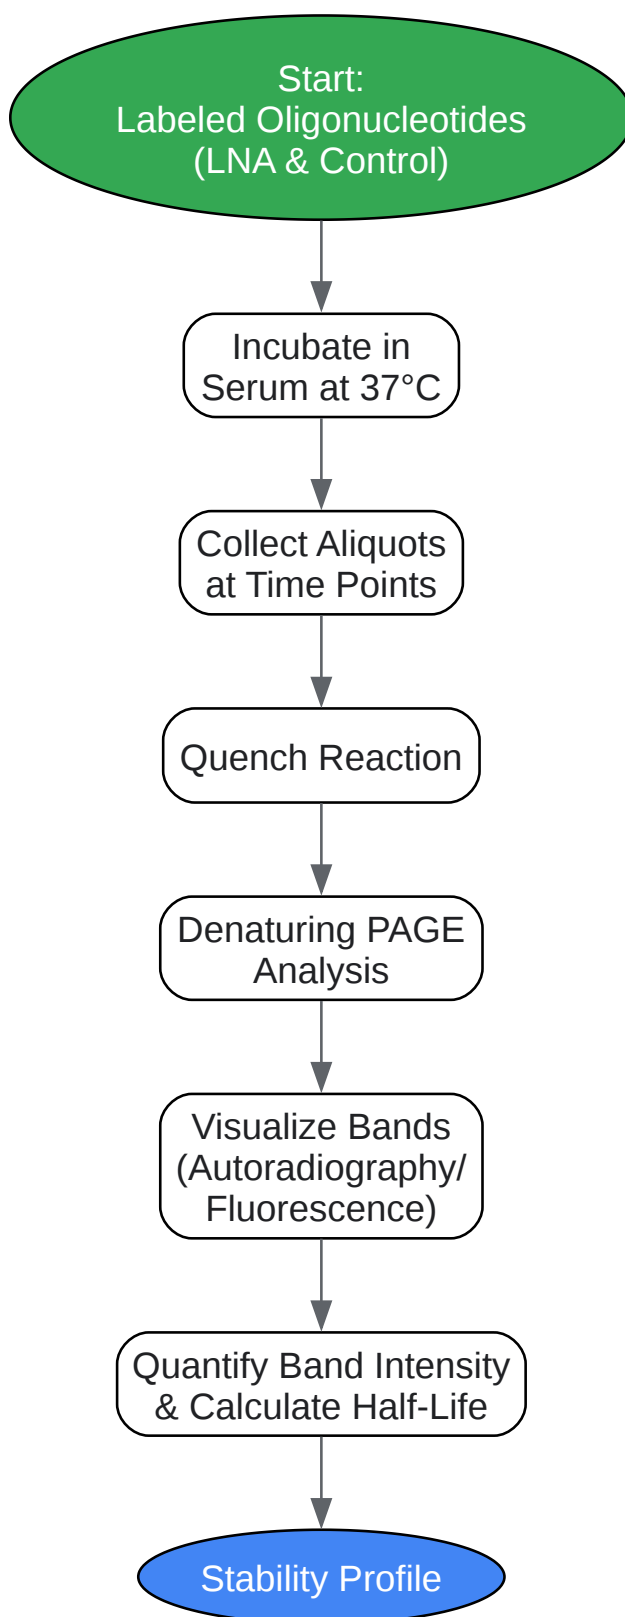 Start:
Labeled Oligonucleotides
(LNA & Control)
Incubate in
Serum at 37°C
Collect Aliquots
at Time Points
Quench Reaction
Denaturing PAGE
Analysis
Visualize Bands
(Autoradiography/
Fluorescence)
Quantify Band Intensity
& Calculate Half-Life
Stability Profile